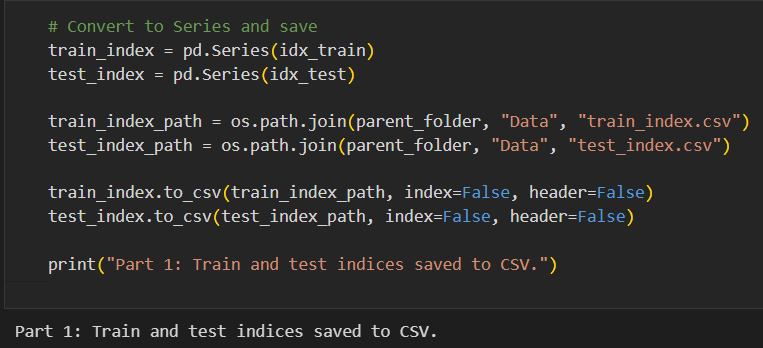 # Convert to Series and save
train_index = pd.Series(idx_train)
test_index = pd.Series(idx_test)
train_index_path = os.path.join(parent_folder, "Data", "train_index.csv")
test_index_path = os.path.join(parent_folder, "Data", "test_index.csv")
train_index.to_csv(train_index_path, index=False, header=False)
test_index.to_csv(test_index_path, index=False, header=False)
print("Part 1: Train and test indices saved to CSV.")
Part 1: Train and test indices saved to CSV.